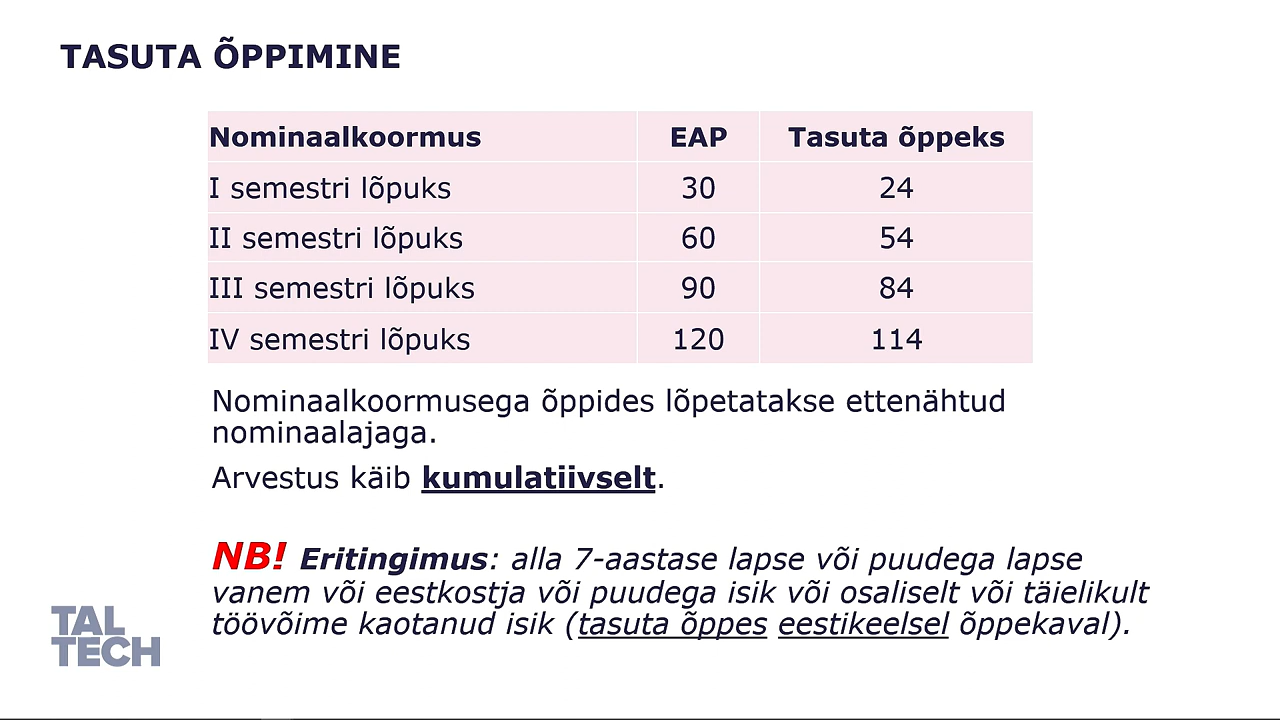 TASUTA ÕPPIMINE
Nominaalkoormus EAP Tasuta õppeks
I semestri lõpuks 30 24
II semestri lõpuks 60 54
III semestri lõpuks 90 84
IV semestri lõpuks 120 114
Nominaalkoormusega õppides lõpetatakse ettenähtud
nominaalajaga.
Arvestus käib kumulatiivselt.
NB! Eritingimus: alla 7-aastase lapse või puudega lapse
vanem või eestkostja või puudega isik või osaliselt või täielikult
töövõime kaotanud isik (tasuta õppes eestikeelsel õppekaval).
TAL
TECH